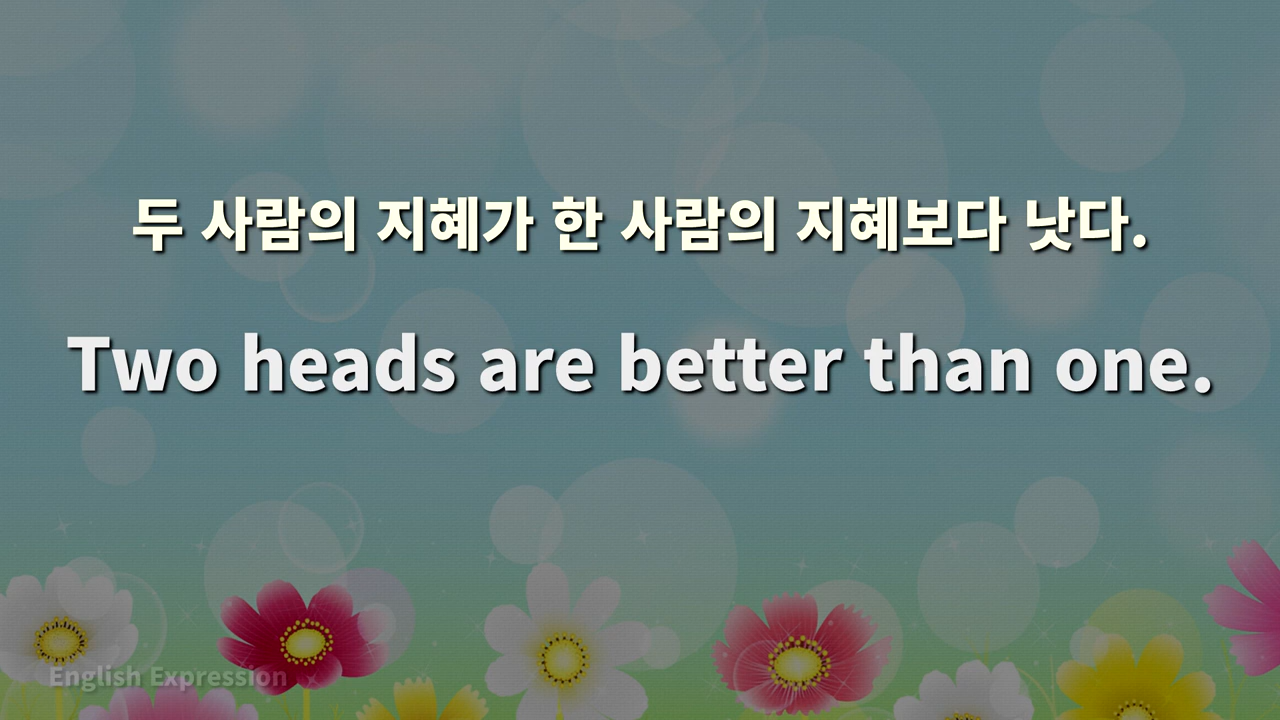 두 사람의 지혜가 한 사람의 지혜보다 낫다.
Two heads are better than one.
English Expression